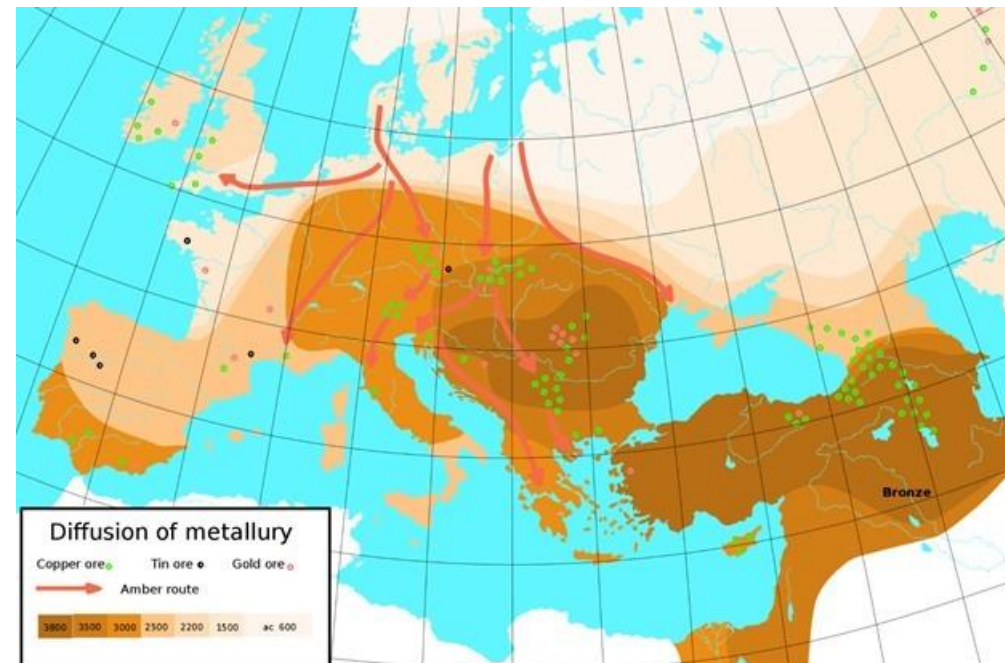 Bronze
Diffusion of metallury
Copper ore Tin ore Gold ore
Amber route
3800 3500 3000 2500 2200 1500 ac 600